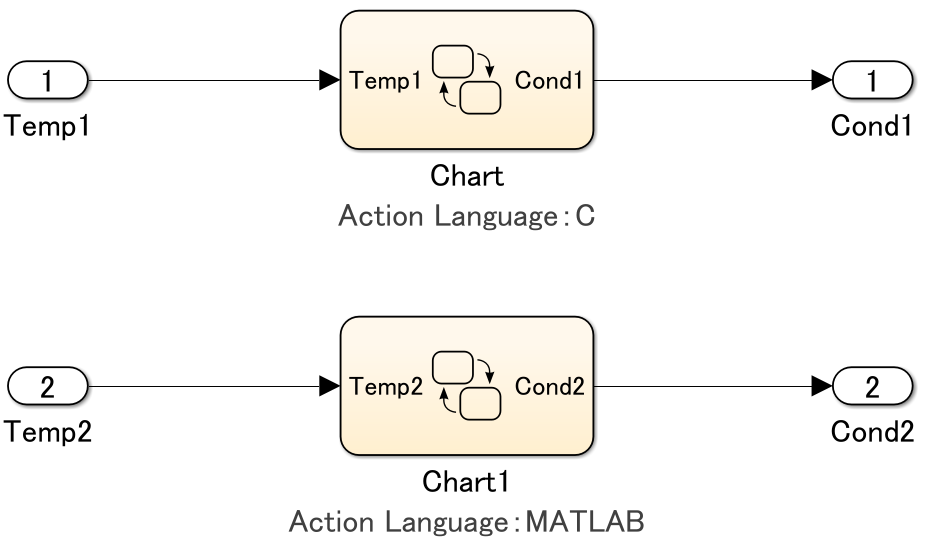 1
Temp1
Temp1
Cond1
1
Cond1
Chart
Action Language：C
2
Temp2
Temp2
Cond2
2
Cond2
Chart1
Action Language：MATLAB